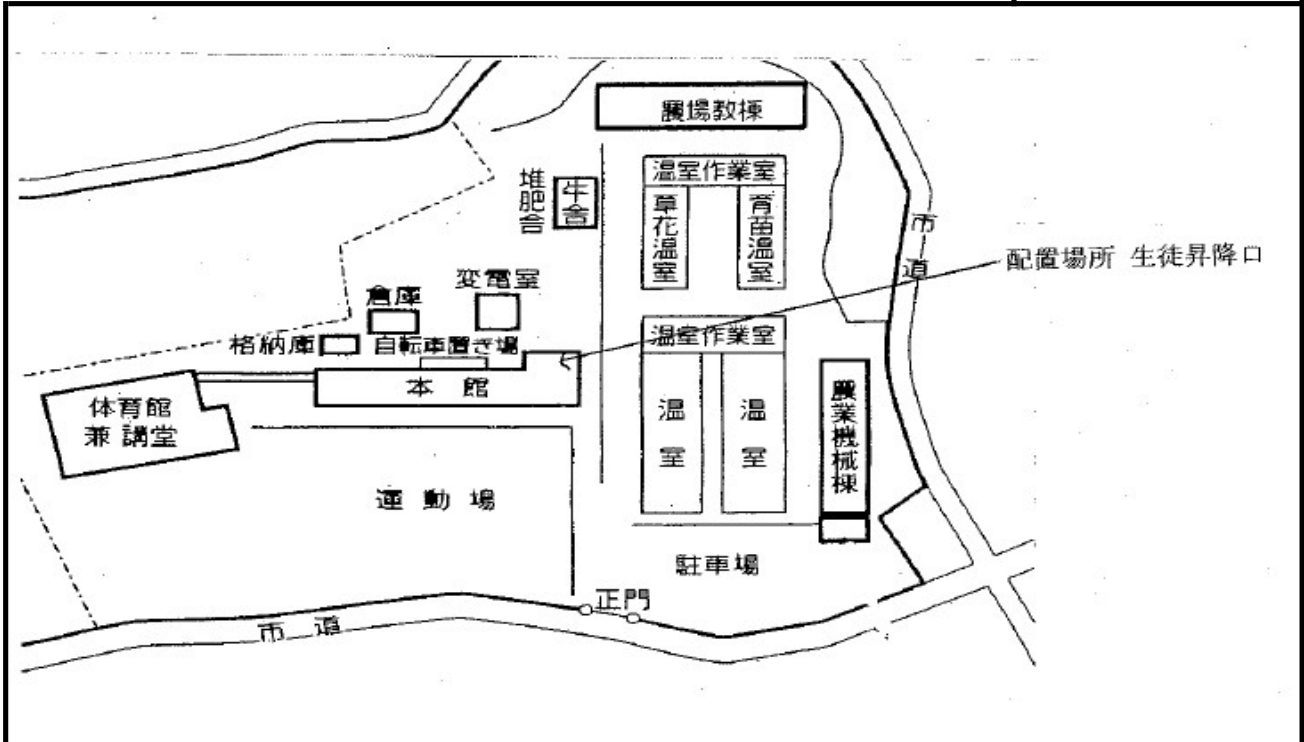 農場教棟
温室作業室
堆肥舎
牛舎
草花温室
育苗温室
市道
配置場所 生徒昇降口
変電室
倉庫
格納庫
自転車置き場
温室作業室
本館
体育館
兼講堂
温室
温室
農業機械棟
運動場
駐車場
正門
市道